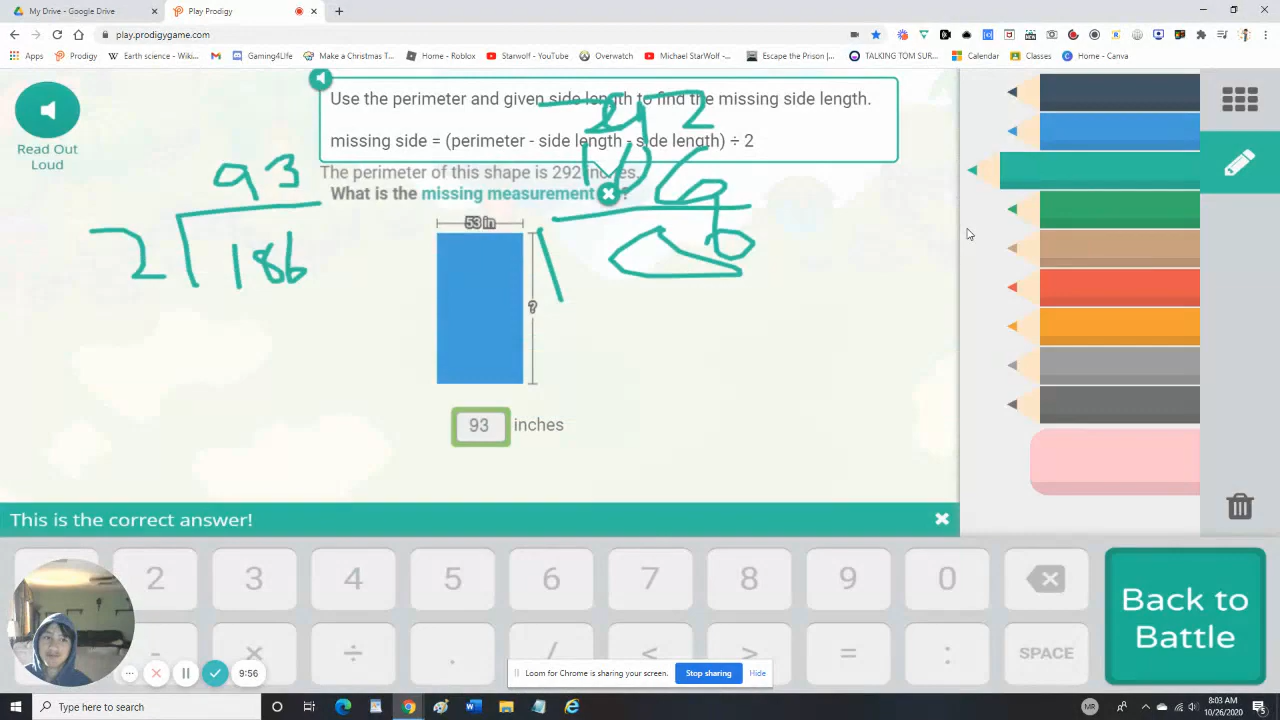 My Drive - Google Drive
Play Prodigy
play.prodigygame.com
Apps
Prodigy
Earth science - Wiki...
Gaming4Life
Make a Christmas T...
Home - Roblox
Starwolf - YouTube
Overwatch
Michael StarWolf -...
Escape the Prison |...
TALKING TOM SUR...
Calendar
Classes
Home - Canva
Read Out
Loud
Use the perimeter and given side length to find the missing side length.
missing side = (perimeter - side length - side length) ÷ 2
The perimeter of this shape is 292 inches.
What is the missing measurement ?
93
2
186
292
106
53 in
?
93 inches
This is the correct answer!
2 3 4 5 6 7 8 9 0
- × ÷ . / < > = : SPACE
Back to
Battle
9:56
Loom for Chrome is sharing your screen.
Stop sharing
Hide
Type here to search
MR
8:03 AM
10/26/2020